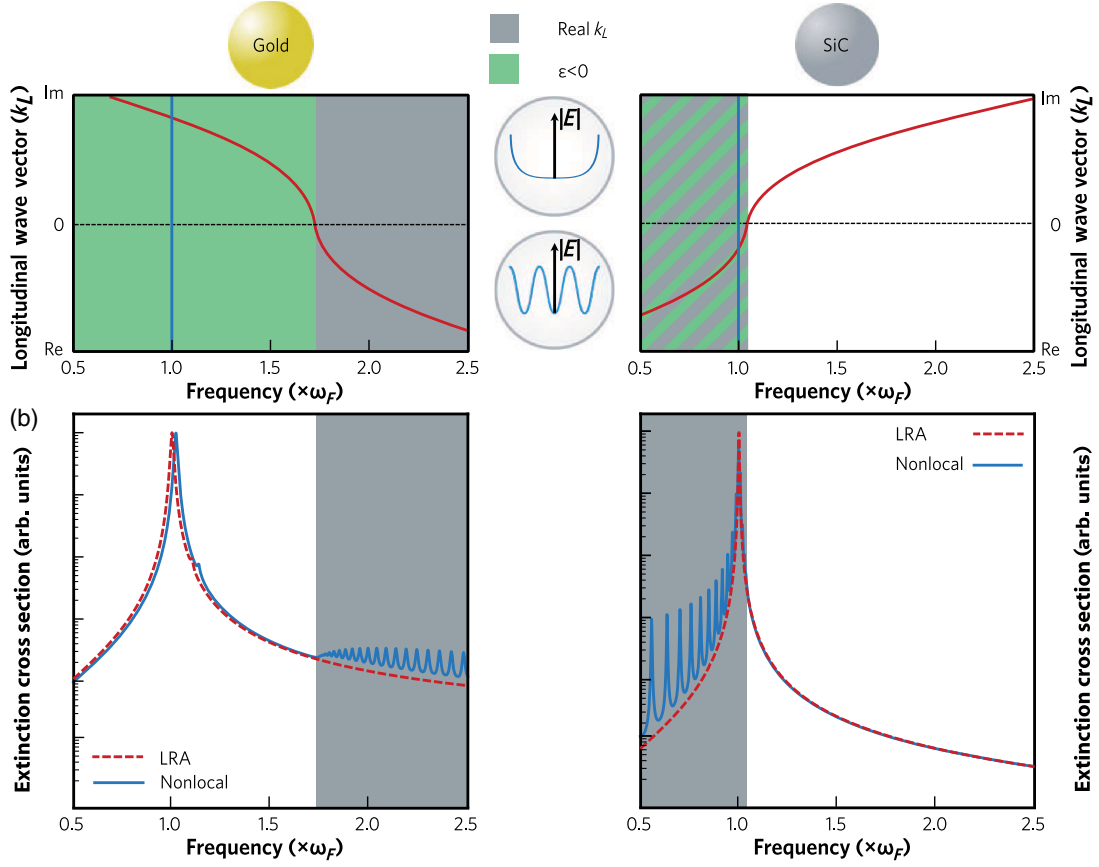 Gold
Real k_L
ε<0
SiC
Longitudinal wave vector (k_L)
Im
0
Re
0.5 1.0 1.5 2.0 2.5
Frequency (×ω_F)
|E|
|E|
Im
0
Re
Longitudinal wave vector (k_L)
0.5 1.0 1.5 2.0 2.5
Frequency (×ω_F)
(b)
Extinction cross section (arb. units)
LRA
Nonlocal
0.5 1.0 1.5 2.0 2.5
Frequency (×ω_F)
LRA
Nonlocal
Extinction cross section (arb. units)
0.5 1.0 1.5 2.0 2.5
Frequency (×ω_F)